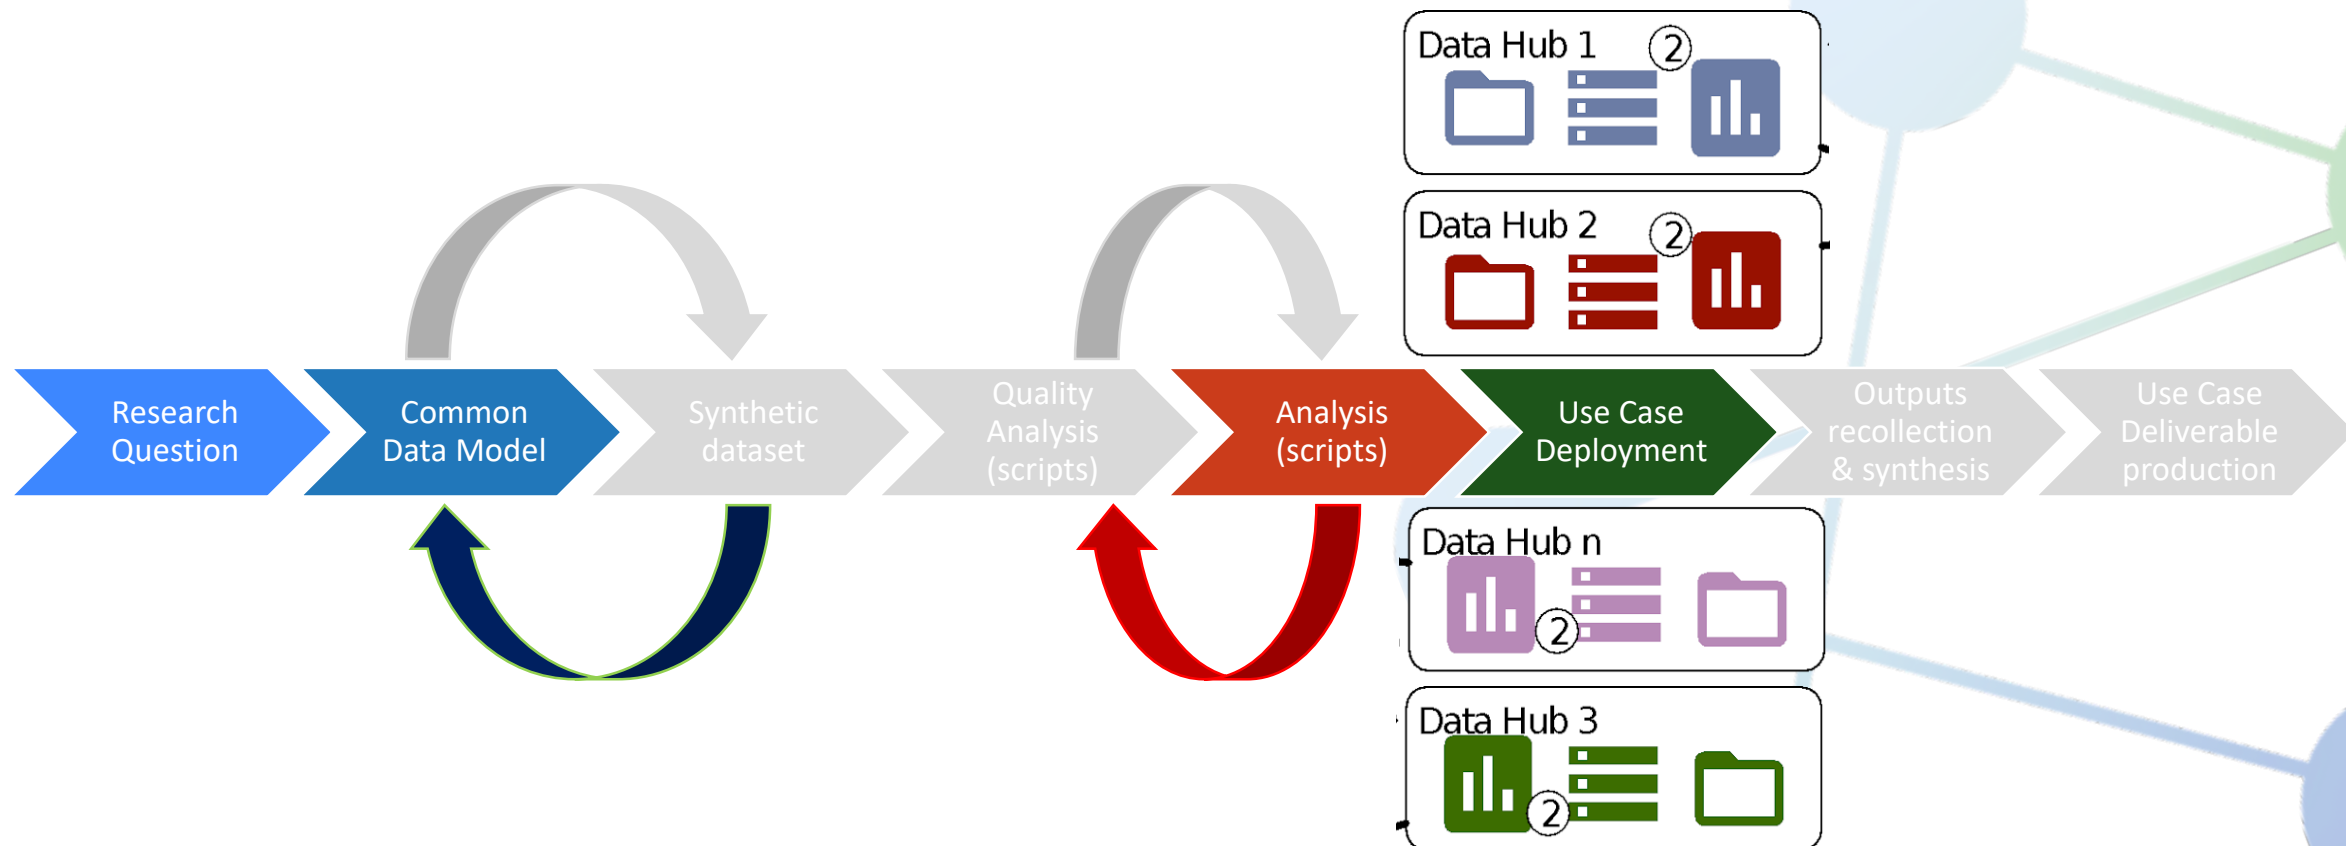 Data Hub 1
2
Data Hub 2
2
Research
Question
Common
Data Model
Synthetic
dataset
Quality
Analysis
(scripts)
Analysis
(scripts)
Use Case
Deployment
Outputs
recollection
& synthesis
Use Case
Deliverable
production
Data Hub n
2
Data Hub 3
2